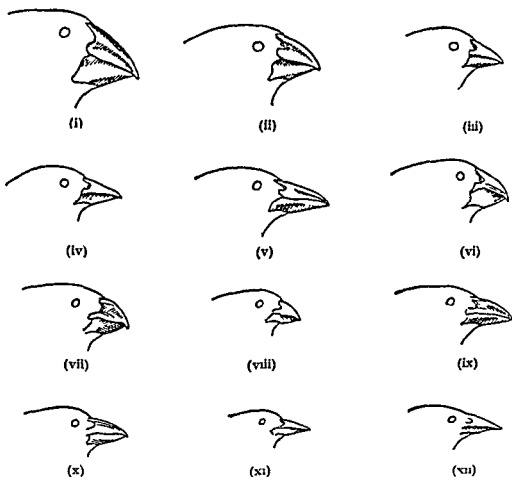 (i)
(ii)
(iii)
(iv)
(v)
(vi)
(vii)
(viii)
(ix)
(x)
(xi)
(xii)